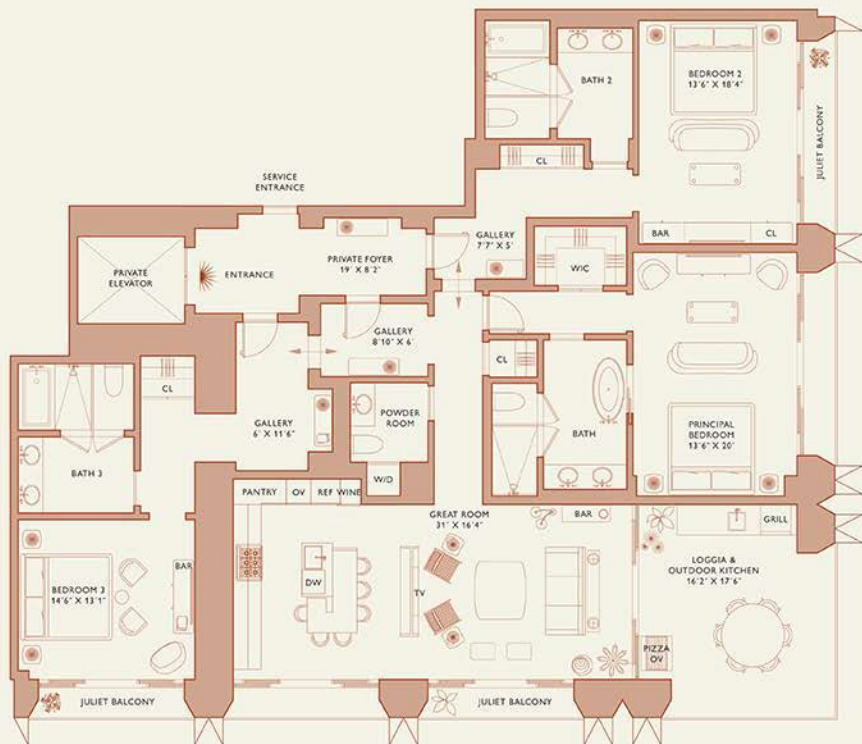 BATH 2
BEDROOM 2
13'6" X 18'4"
JULIET BALCONY
CL
SERVICE
ENTRANCE
BAR
CL
GALLERY
7'7" X 5'
PRIVATE
ELEVATOR
ENTRANCE
PRIVATE FOYER
19' X 8'2"
WIC
GALLERY
8'10" X 6'
CL
CL
GALLERY
6' X 11'6"
POWDER
ROOM
BATH
PRINCIPAL
BEDROOM
13'6" X 20'
BATH 3
W/D
PANTRY
OV
REF
WINE
GREAT ROOM
31' X 16'4"
BAR
GRILL
LOGGIA &
OUTDOOR KITCHEN
16'2" X 17'6"
BEDROOM 3
14'6" X 13'1"
BAR
DW
TV
PIZZA
OV
JULIET BALCONY
JULIET BALCONY